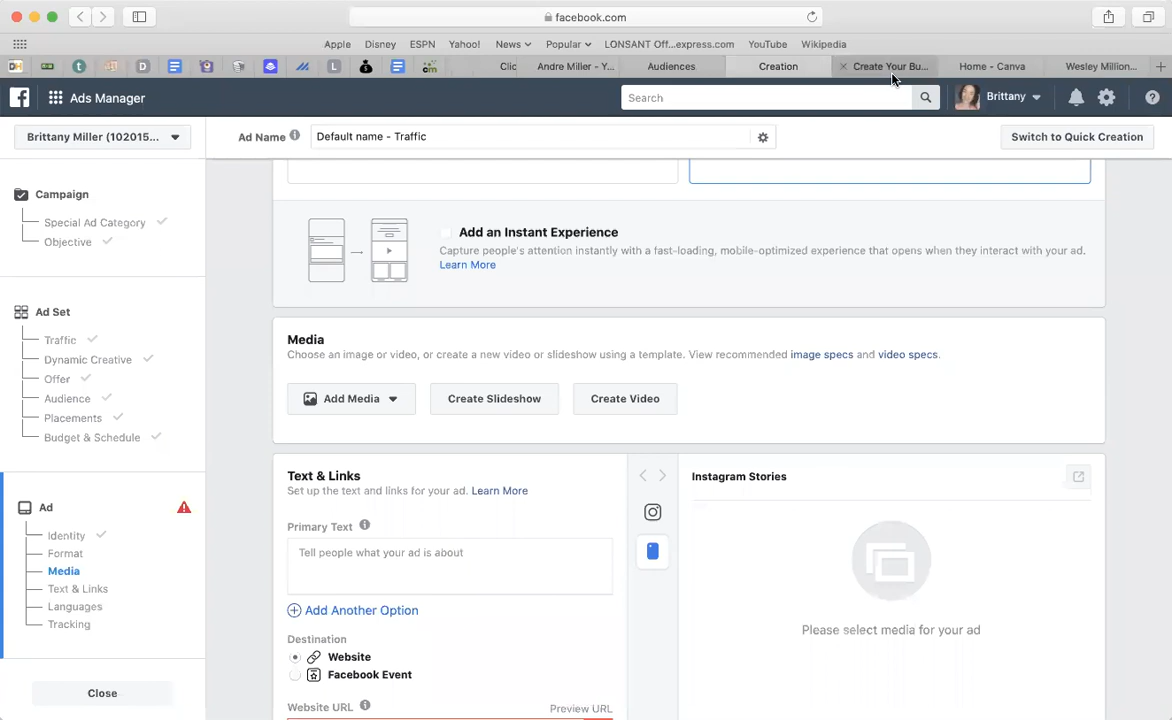 facebook.com
Apple Disney ESPN Yahoo! News Popular LONSANT Off...express.com YouTube Wikipedia
Clic Andre Miller - Y... Audiences Creation Create Your Bu... Home - Canva Wesley Million...
Ads Manager Search Brittany
Brittany Miller (102015... Ad Name Default name - Traffic Switch to Quick Creation
Campaign
Special Ad Category
Objective
Ad Set
Traffic
Dynamic Creative
Offer
Audience
Placements
Budget & Schedule
Ad
Identity
Format
Media
Text & Links
Languages
Tracking
Close
Add an Instant Experience
Capture people's attention instantly with a fast-loading, mobile-optimized experience that opens when they interact with your ad.
Learn More
Media
Choose an image or video, or create a new video or slideshow using a template. View recommended image specs and video specs.
Add Media Create Slideshow Create Video
Text & Links
Set up the text and links for your ad. Learn More
Primary Text
Tell people what your ad is about
Add Another Option
Destination
Website
Facebook Event
Website URL Preview URL
Instagram Stories
Please select media for your ad